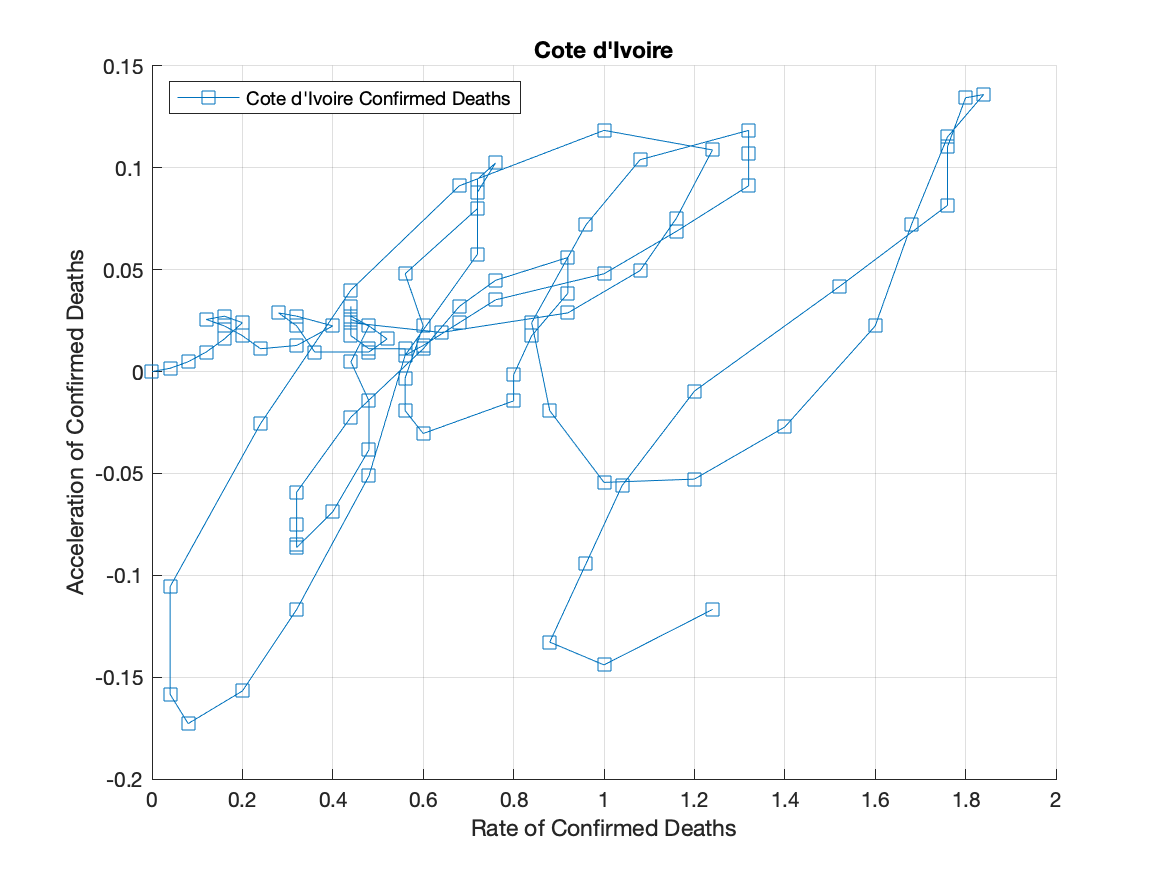 Cote d'Ivoire
Cote d'Ivoire Confirmed Deaths
0.15
0.1
0.05
0
-0.05
-0.1
-0.15
-0.2
Acceleration of Confirmed Deaths
0 0.2 0.4 0.6 0.8 1 1.2 1.4 1.6 1.8 2
Rate of Confirmed Deaths